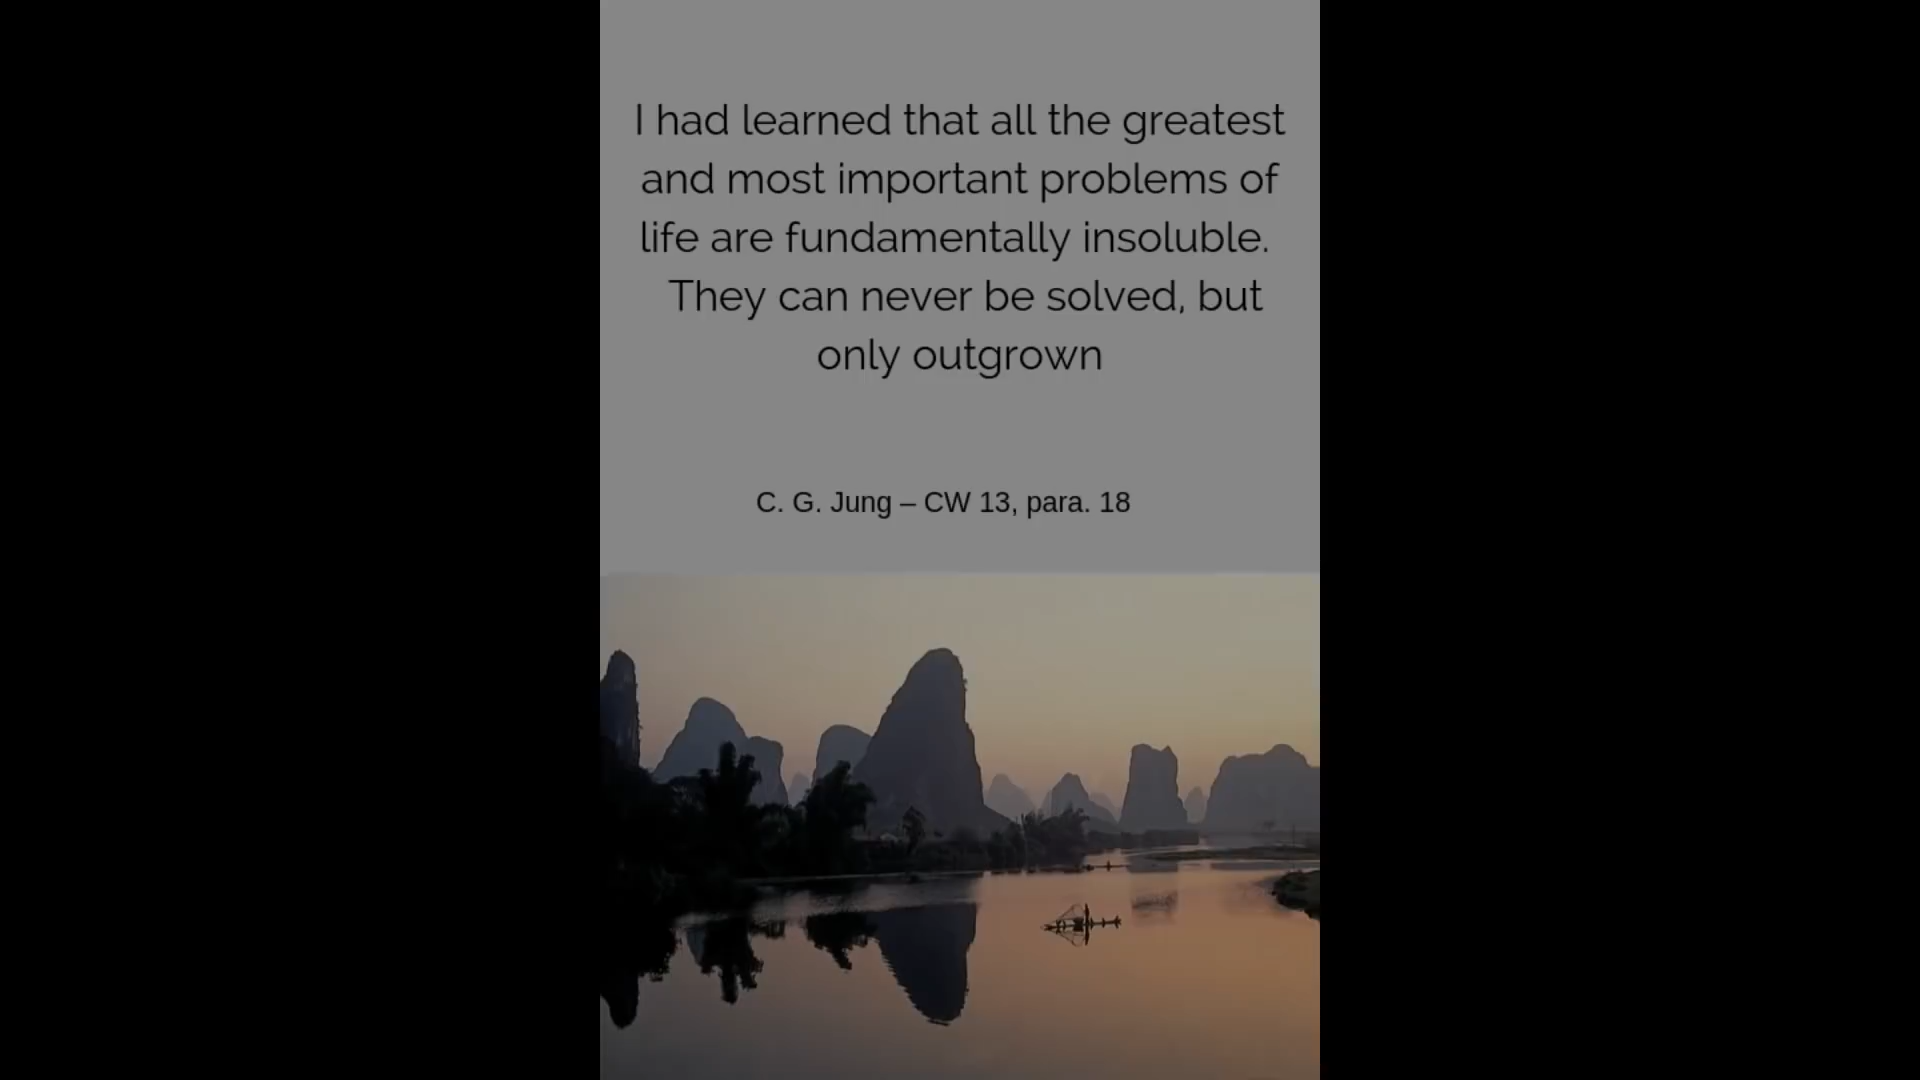 I had learned that all the greatest
and most important problems of
life are fundamentally insoluble.
They can never be solved, but
only outgrown
C. G. Jung – CW 13, para. 18